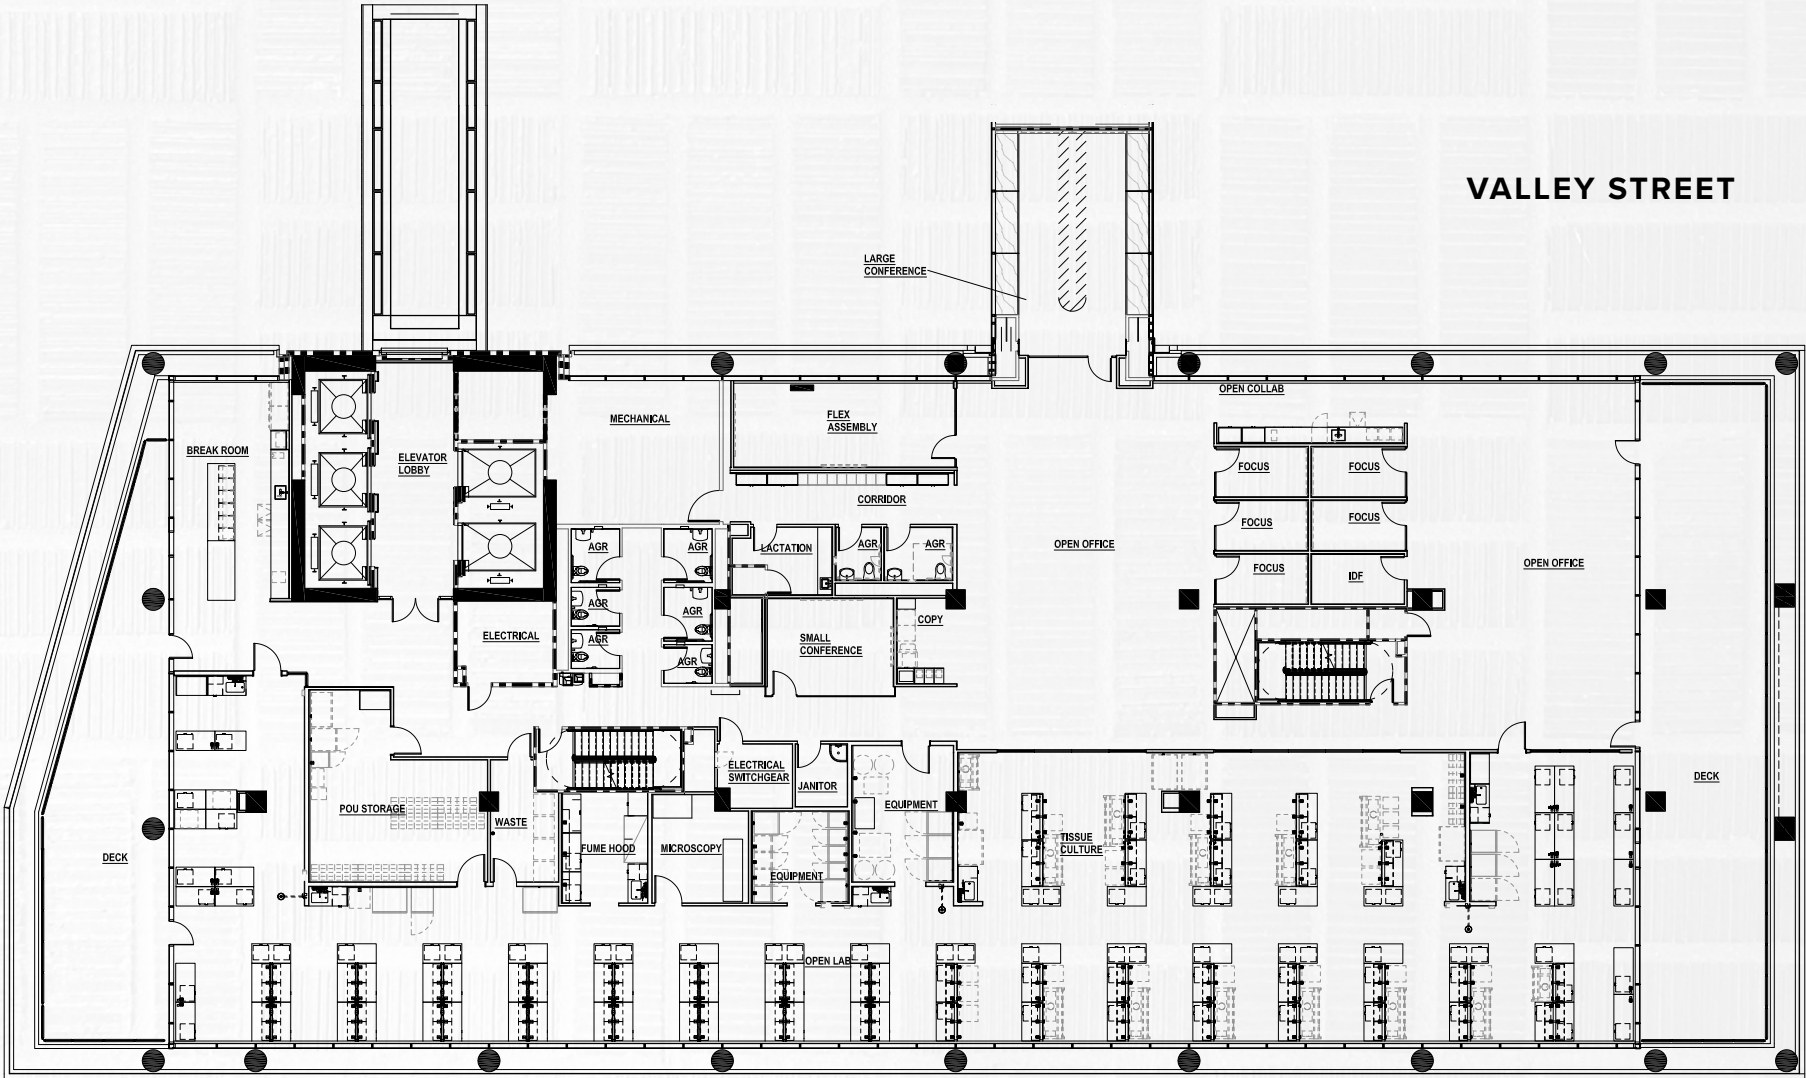 VALLEY STREET
LARGE
CONFERENCE
OPEN COLLAB
MECHANICAL
FLEX
ASSEMBLY
BREAK ROOM
ELEVATOR
LOBBY
FOCUS
FOCUS
CORRIDOR
FOCUS
FOCUS
AGR
AGR
LACTATION
AGR
AGR
OPEN OFFICE
OPEN OFFICE
FOCUS
IDF
AGR
AGR
COPY
ELECTRICAL
AGR
SMALL
CONFERENCE
AGR
ELECTRICAL
SWITCHGEAR
JANITOR
DECK
POU STORAGE
EQUIPMENT
WASTE
TISSUE
CULTURE
FUME HOOD
MICROSCOPY
DECK
EQUIPMENT
OPEN LAB